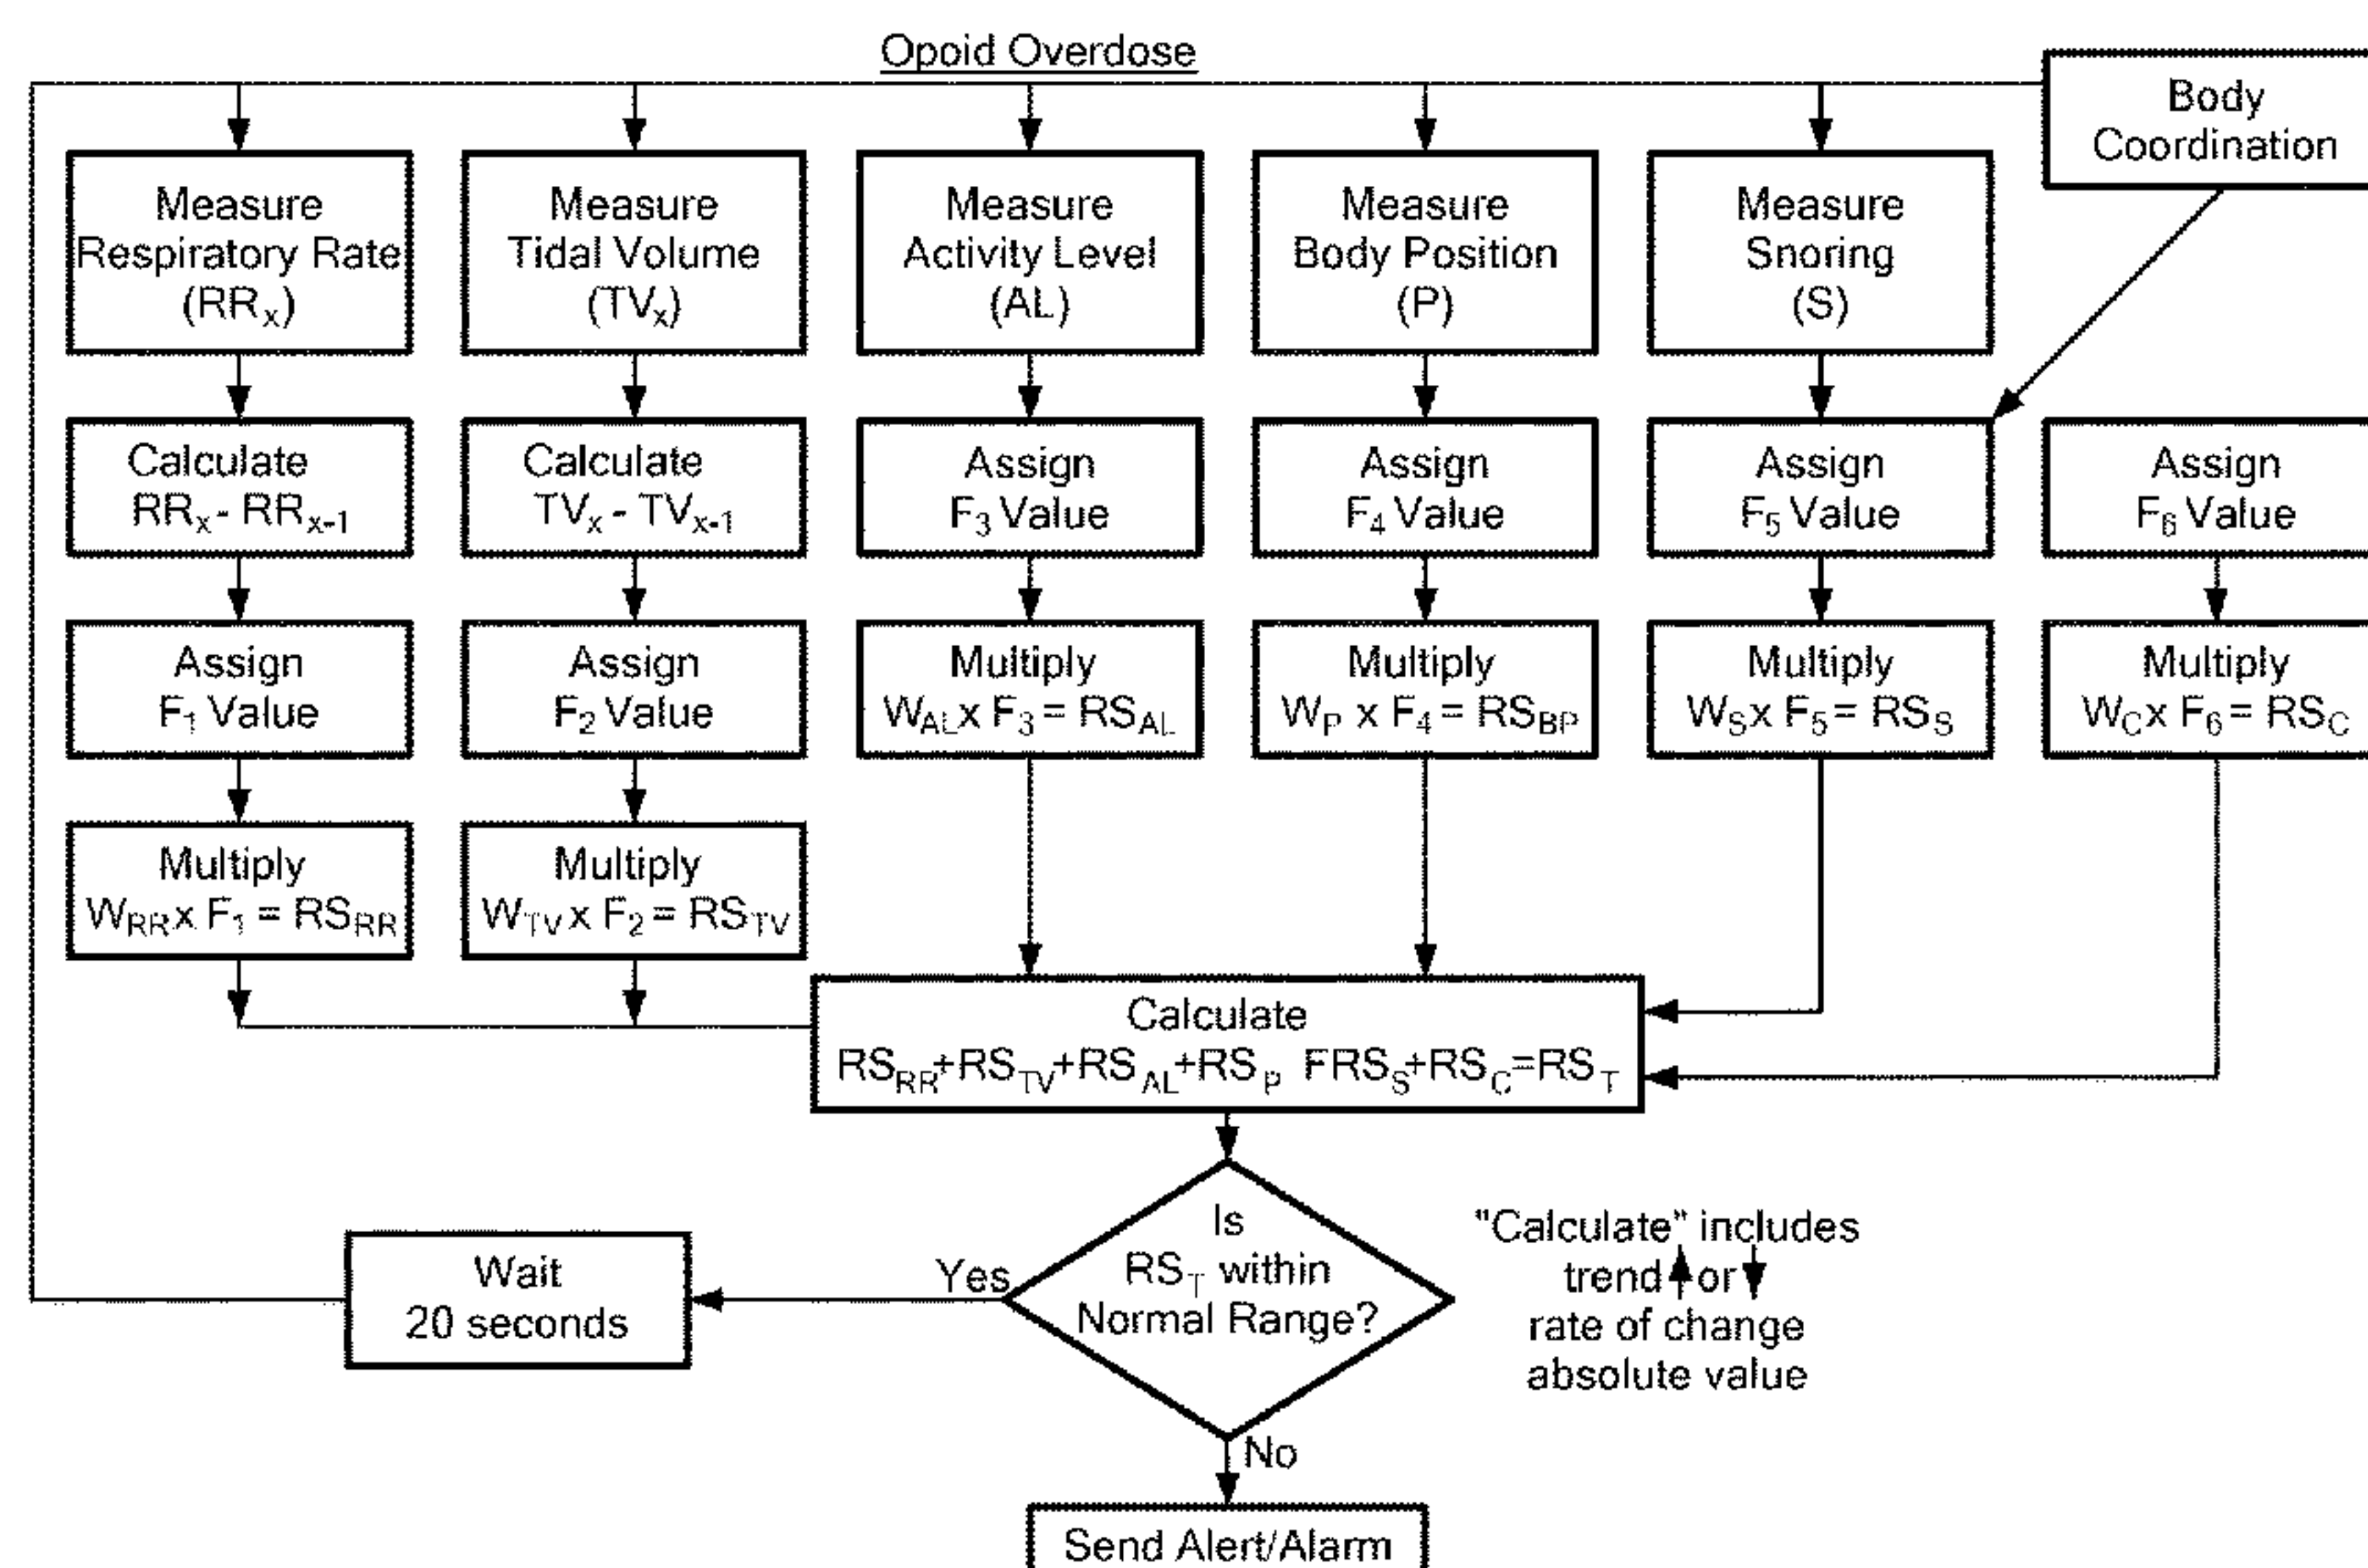 Opoid Overdose
Body
Coordination
Measure
Respiratory Rate
(RRx)
Measure
Tidal Volume
(TVx)
Measure
Activity Level
(AL)
Measure
Body Position
(P)
Measure
Snoring
(S)
Calculate
RRx - RRx-1
Calculate
TVx - TVx-1
Assign
F3 Value
Assign
F4 Value
Assign
F5 Value
Assign
F6 Value
Assign
F1 Value
Assign
F2 Value
Multiply
WAL x F3 = RSAL
Multiply
WP x F4 = RSBP
Multiply
WS x F5 = RSS
Multiply
WC x F6 = RSC
Multiply
WRR x F1 = RSRR
Multiply
WTV x F2 = RSTV
Calculate
RSRR+RSTV+RSAL+RSP FRSS+RSC=RST
Is
RST within
Normal Range?
Yes
No
Wait
20 seconds
"Calculate" includes
trend ↑ or ↓
rate of change
absolute value
Send Alert/Alarm